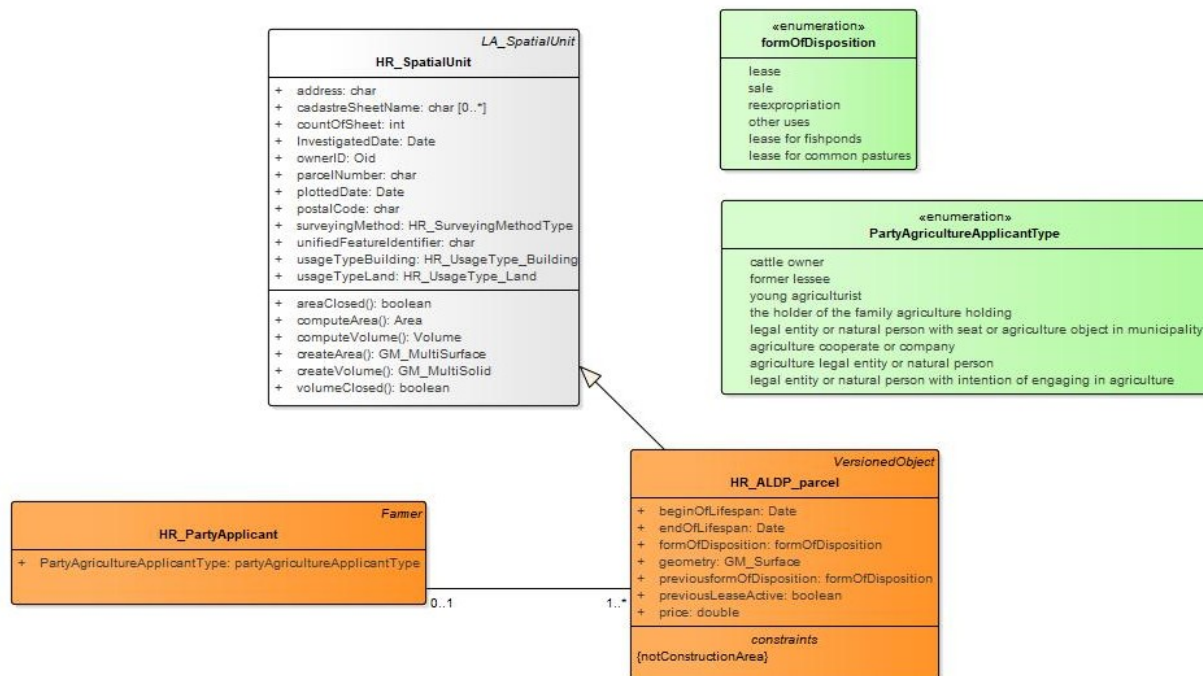 LA_SpatialUnit
HR_SpatialUnit
+ address: char
+ cadastreSheetName: char [0..*]
+ countOfSheet: int
+ InvestigatedDate: Date
+ ownerID: Oid
+ parcelNumber: char
+ plottedDate: Date
+ postalCode: char
+ surveyingMethod: HR_SurveyingMethodType
+ unifiedFeatureIdentifier: char
+ usageTypeBuilding: HR_UsageType_Building
+ usageTypeLand: HR_UsageType_Land
+ areaClosed(): boolean
+ computeArea(): Area
+ computeVolume(): Volume
+ createArea(): GM_MultiSurface
+ createVolume(): GM_MultiSolid
+ volumeClosed(): boolean
«enumeration»
formOfDisposition
lease
sale
reexpropriation
other uses
lease for fishponds
lease for common pastures
«enumeration»
PartyAgricultureApplicantType
cattle owner
former lessee
young agriculturist
the holder of the family agriculture holding
legal entity or natural person with seat or agriculture object in municipality
agriculture cooperate or company
agriculture legal entity or natural person
legal entity or natural person with intention of engaging in agriculture
Farmer
HR_PartyApplicant
+ PartyAgricultureApplicantType: partyAgricultureApplicantType
0..1
1..*
VersionedObject
HR_ALDP_parcel
+ beginOfLifespan: Date
+ endOfLifespan: Date
+ formOfDisposition: formOfDisposition
+ geometry: GM_Surface
+ previousformOfDisposition: formOfDisposition
+ previousLeaseActive: boolean
+ price: double
constraints
{notConstructionArea}